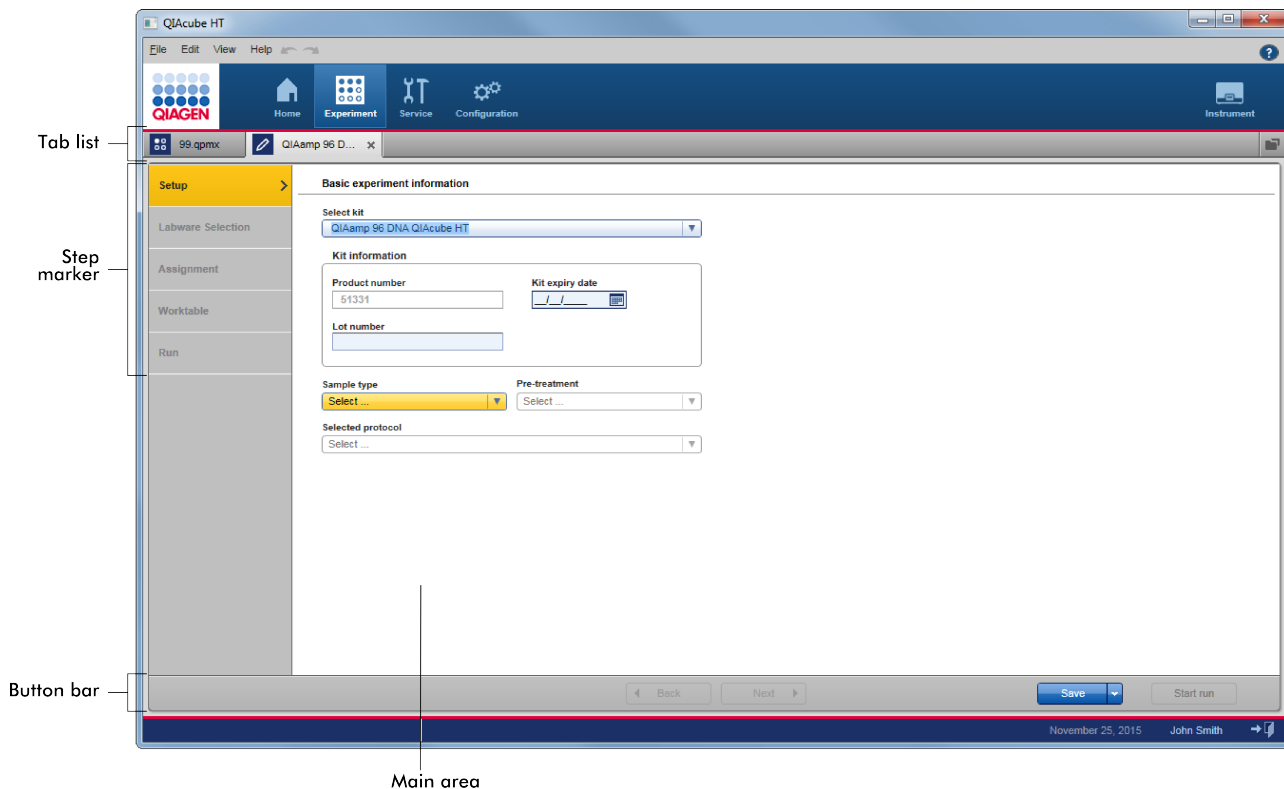 QIAcube HT
File Edit View Help
?
QIAGEN
Home
Experiment
Service
Configuration
Instrument
Tab list
99.qpmx
QIAamp 96 D... x
Setup
Basic experiment information
Select kit
Labware Selection
QIAamp 96 DNA QIAcube HT
Step
marker
Kit information
Assignment
Product number
Kit expiry date
51331
__/__/____
Worktable
Lot number
Run
Sample type
Pre-treatment
Select ...
Select ...
Selected protocol
Select ...
Button bar
Back
Next
Save
Start run
November 25, 2015
John Smith
Main area